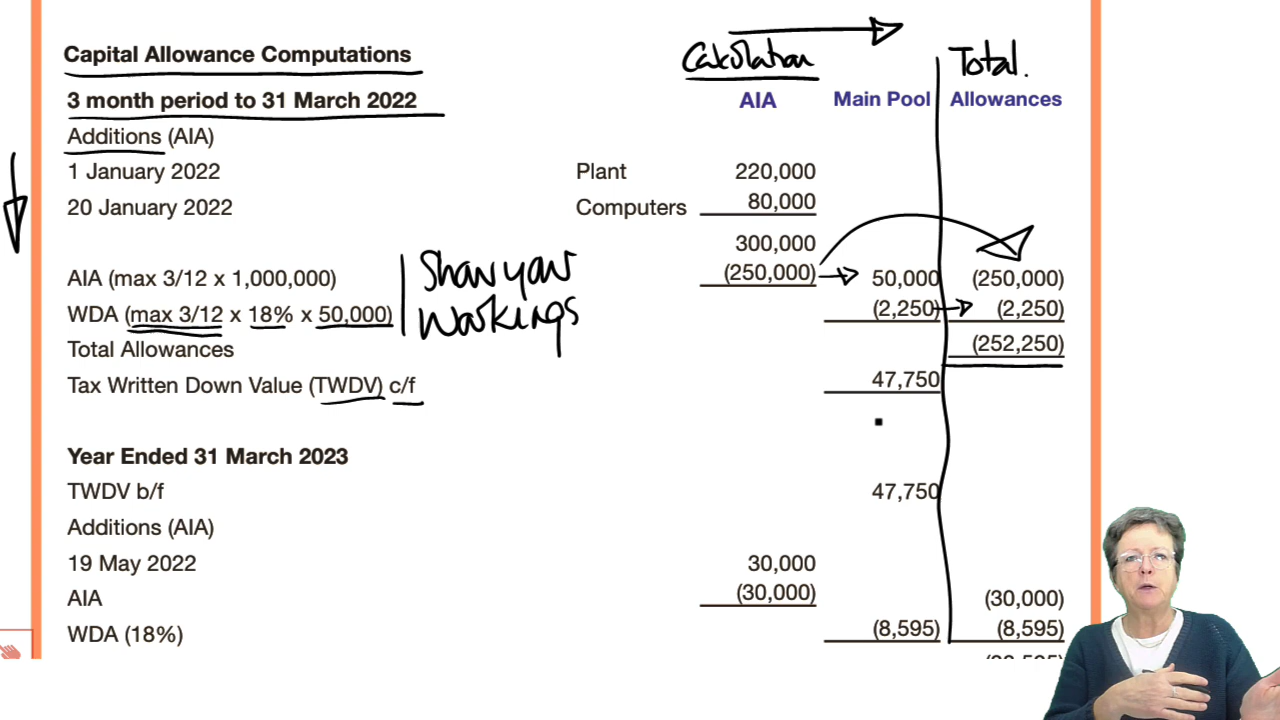 Capital Allowance Computations
Calculation
Total.
3 month period to 31 March 2022 AIA Main Pool Allowances
Additions (AIA)
1 January 2022 Plant 220,000
20 January 2022 Computers 80,000
300,000
AIA (max 3/12 x 1,000,000) (250,000) 50,000 (250,000)
WDA (max 3/12 x 18% x 50,000) (2,250) (2,250)
Show your
Workings
Total Allowances (252,250)
Tax Written Down Value (TWDV) c/f 47,750
Year Ended 31 March 2023
TWDV b/f 47,750
Additions (AIA)
19 May 2022 30,000
AIA (30,000) (30,000)
WDA (18%) (8,595) (8,595)